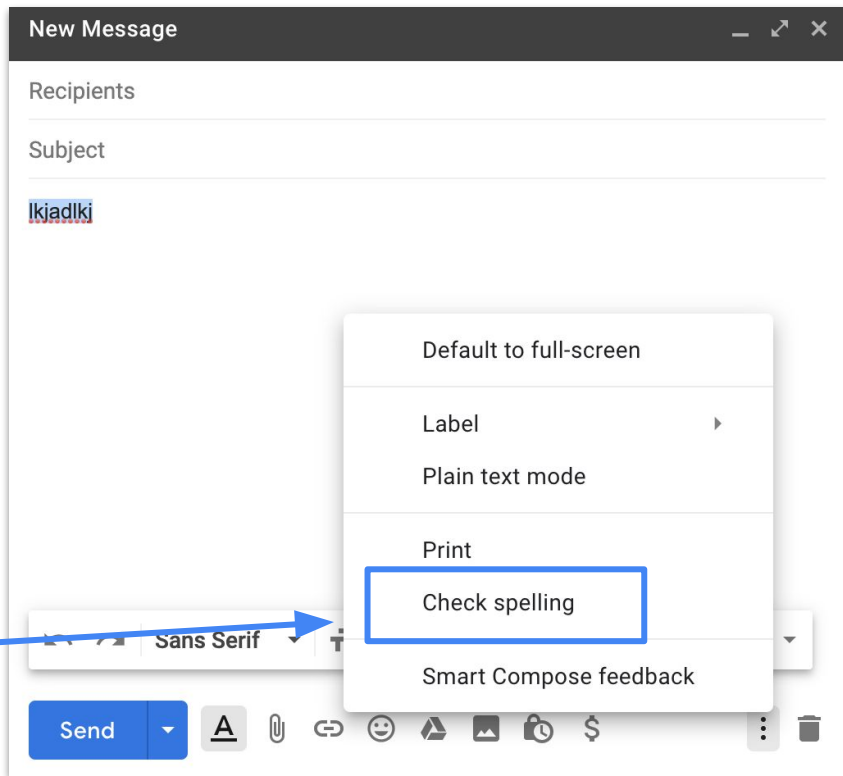 New Message
Recipients
Subject
lkjadlkj
Default to full-screen
Label
Plain text mode
Print
Check spelling
Smart Compose feedback
Sans Serif
Send
A
$